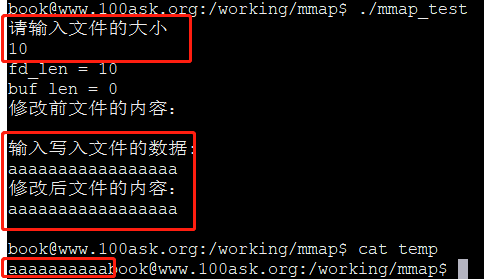 book@www.100ask.org:/working/mmap$ ./mmap_test
请输入文件的大小
10
fd_len = 10
buf len = 0
修改前文件的内容:
输入写入文件的数据:
aaaaaaaaaaaaaaaaa
修改后文件的内容:
aaaaaaaaaaaaaaaaa
book@www.100ask.org:/working/mmap$ cat temp
aaaaaaaaaabook@www.100ask.org:/working/mmap$